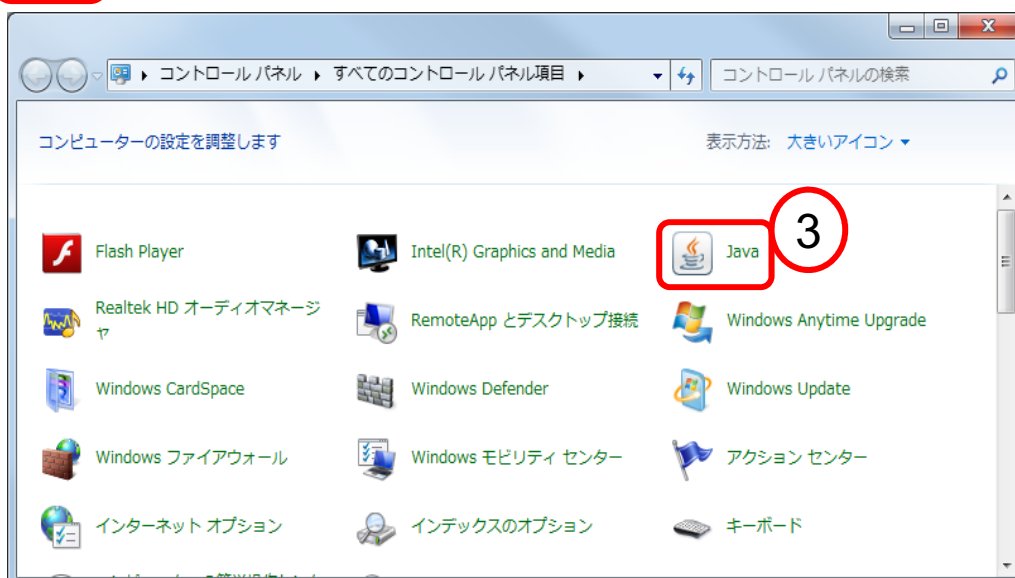 コントロール パネル ▸ すべてのコントロール パネル項目 ▸
コントロール パネルの検索
コンピューターの設定を調整します
表示方法: 大きいアイコン
Flash Player
Intel(R) Graphics and Media
Java
3
Realtek HD オーディオマネージ
ャ
RemoteApp とデスクトップ接続
Windows Anytime Upgrade
Windows CardSpace
Windows Defender
Windows Update
Windows ファイアウォール
Windows モビリティ センター
アクション センター
インターネット オプション
インデックスのオプション
キーボード